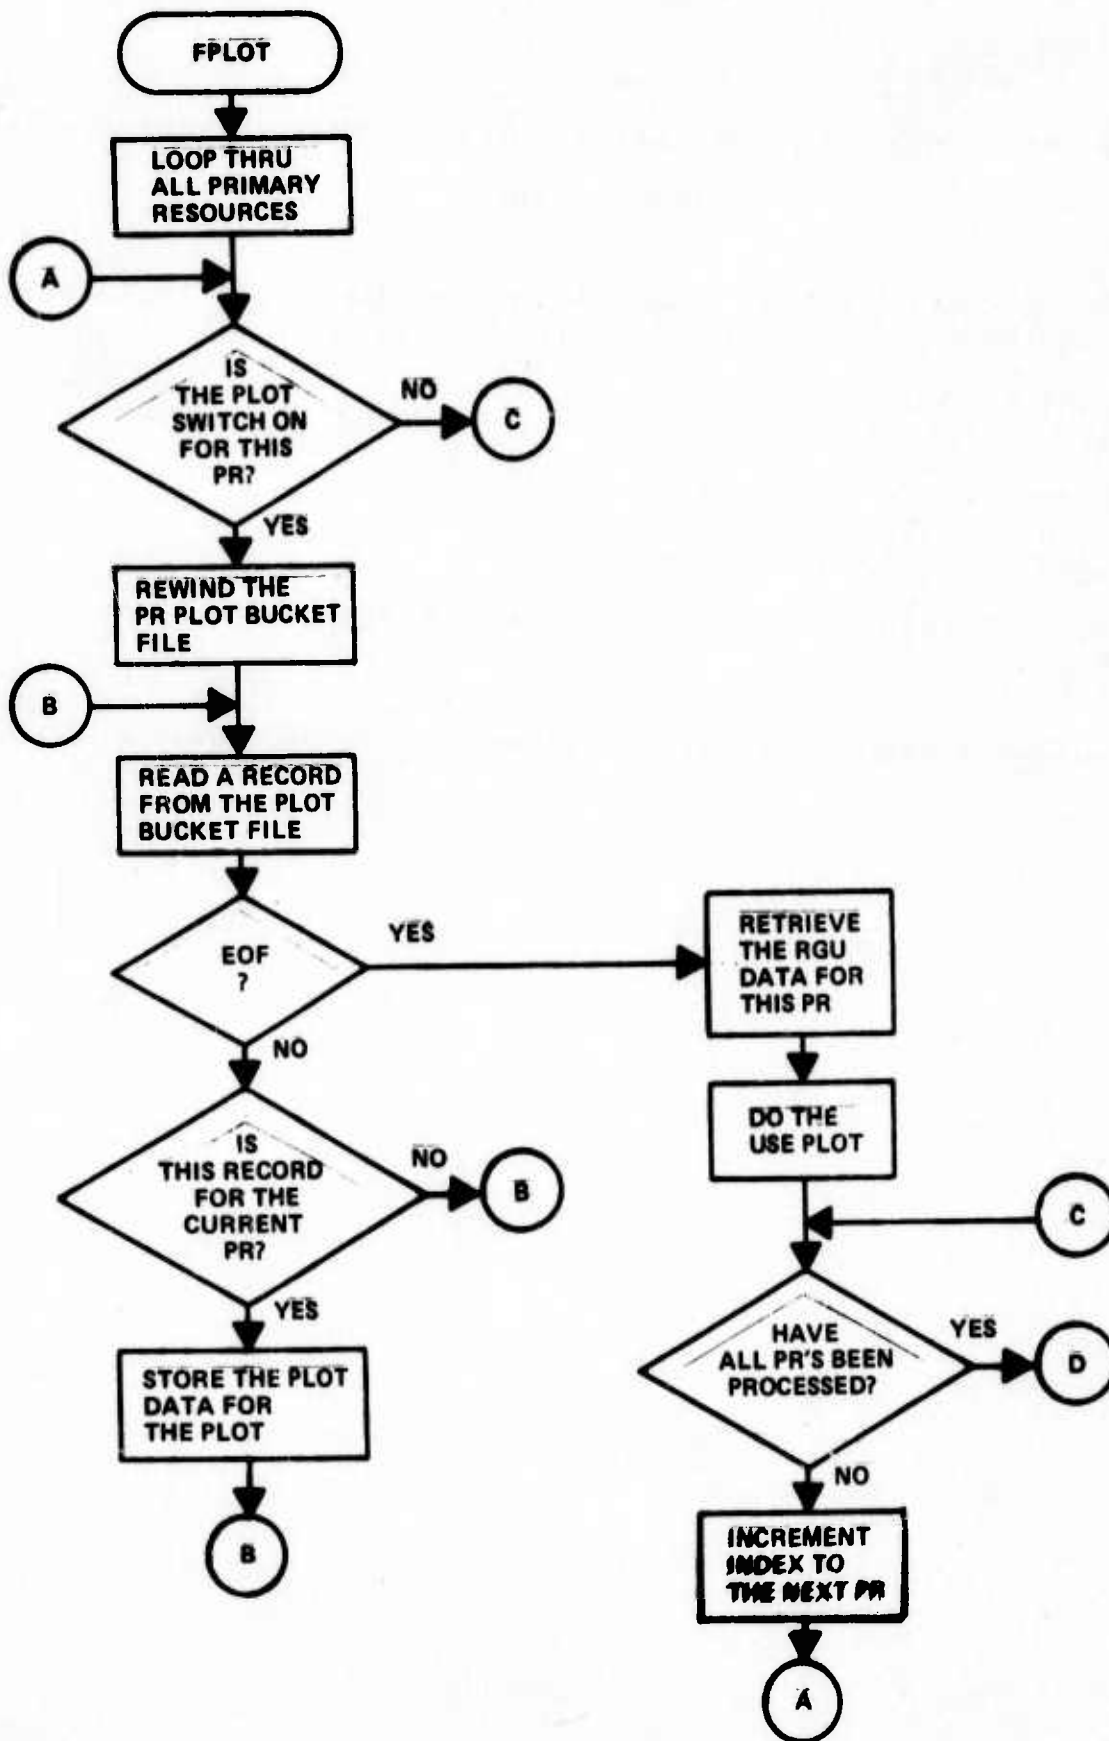 FPLOT
LOOP THRU
ALL PRIMARY
RESOURCES
A
IS
THE PLOT
SWITCH ON
FOR THIS
PR?
NO
C
YES
REWIND THE
PR PLOT BUCKET
FILE
B
READ A RECORD
FROM THE PLOT
BUCKET FILE
EOF
?
YES
NO
IS
THIS RECORD
FOR THE
CURRENT
PR?
NO
B
YES
STORE THE PLOT
DATA FOR
THE PLOT
B
RETRIEVE
THE RGU
DATA FOR
THIS PR
DO THE
USE PLOT
C
HAVE
ALL PR'S BEEN
PROCESSED?
YES
D
NO
INCREMENT
INDEX TO
THE NEXT PR
A